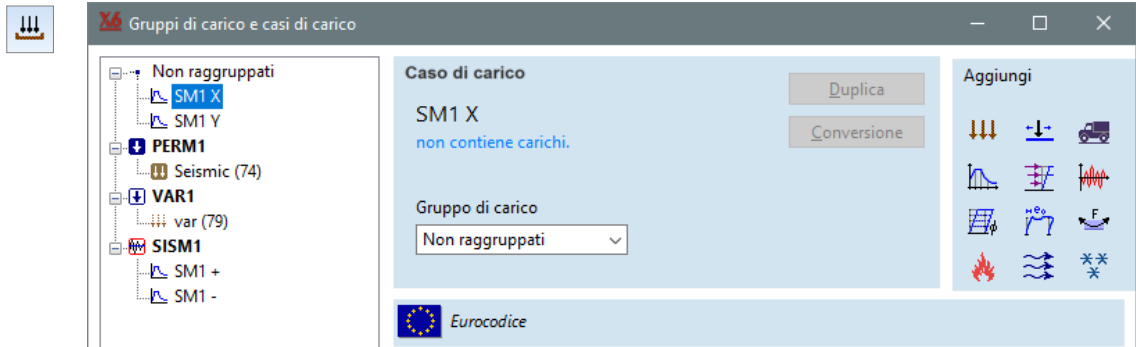 X6 Gruppi di carico e casi di carico
Non raggruppati
SM1 X
SM1 Y
PERM1
Seismic (74)
VAR1
var (79)
SISM1
SM1 +
SM1 -
Caso di carico
SM1 X
non contiene carichi.
Duplica
Conversione
Gruppo di carico
Non raggruppati
Eurocodice
Aggiungi